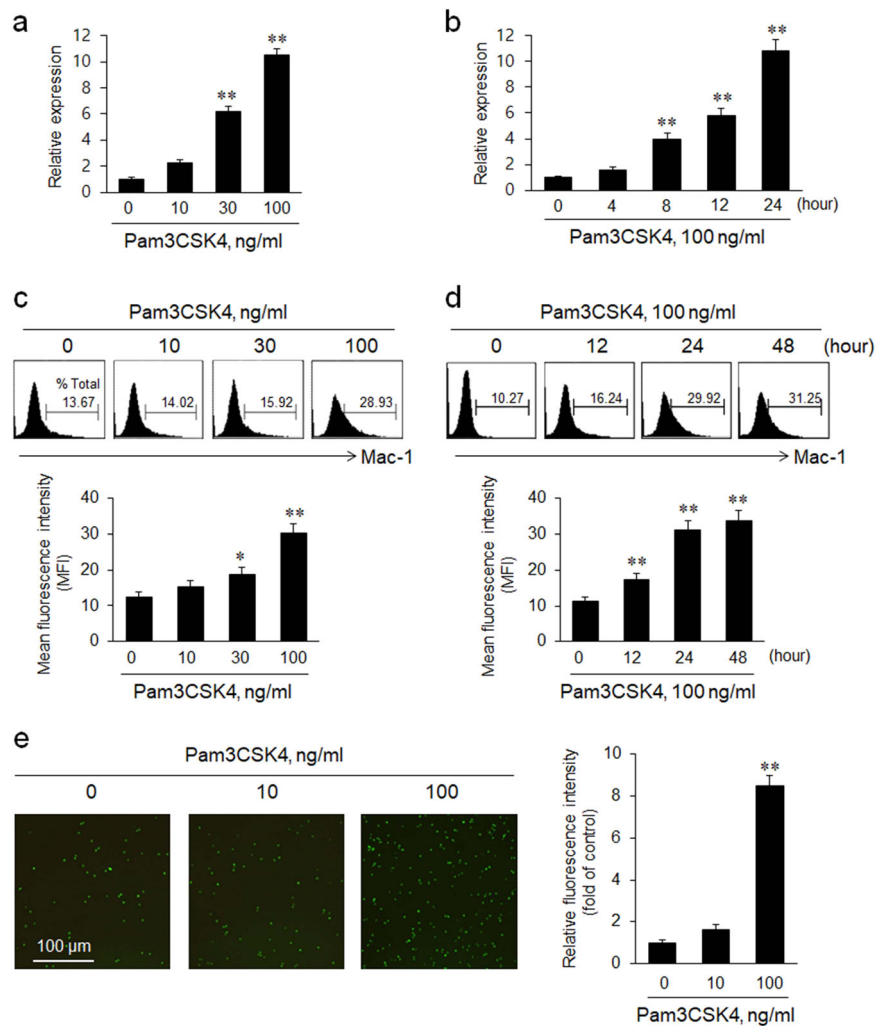 a
Relative expression
12
10
8
6
4
2
0
**
**
0 10 30 100
Pam3CSK4, ng/ml
b
Relative expression
12
10
8
6
4
2
0
**
**
**
0 4 8 12 24 (hour)
Pam3CSK4, 100 ng/ml
c
Pam3CSK4, ng/ml
0 10 30 100
% Total
13.67 14.02 15.92 28.93
Mac-1
Mean fluorescence intensity
(MFI)
40
30
20
10
0
*
**
0 10 30 100
Pam3CSK4, ng/ml
d
Pam3CSK4, 100 ng/ml
0 12 24 48 (hour)
10.27 16.24 29.92 31.25
Mac-1
Mean fluorescence intensity
(MFI)
40
30
20
10
0
**
**
**
0 12 24 48 (hour)
Pam3CSK4, 100 ng/ml
e
Pam3CSK4, ng/ml
0 10 100
100 μm
Relative fluorescence intensity
(fold of control)
10
8
6
4
2
0
**
0 10 100
Pam3CSK4, ng/ml